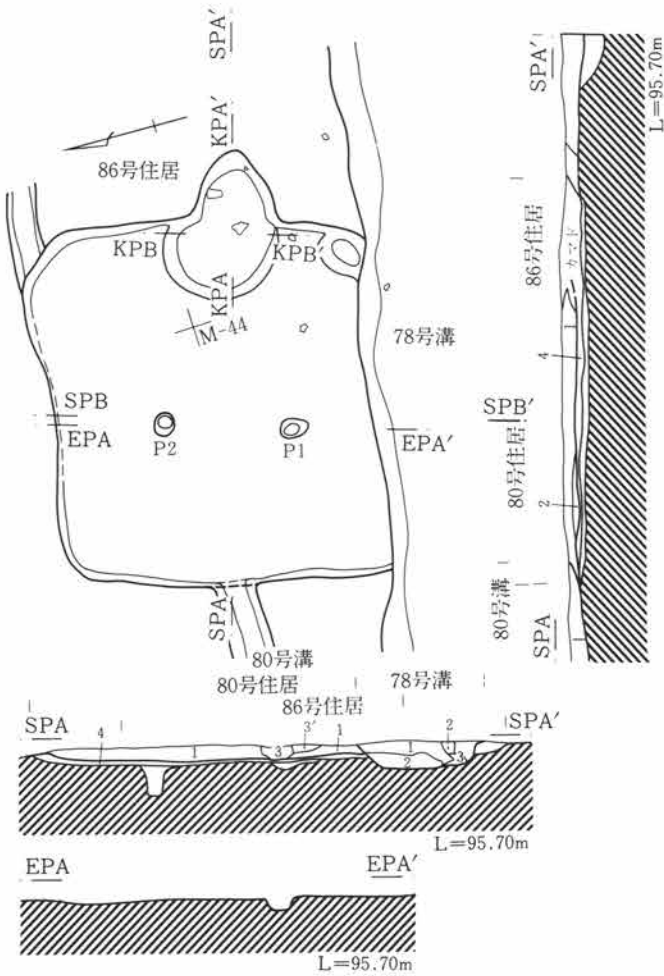 SPA′
KPA′
86号住居
KPB
KPB′
KPA
M-44
78号溝
SPB
EPA
P2
P1
EPA′
SPA
80号溝
SPA′
L=95.70m
86号住居
カマド
1
4
SPB′
80号住居
2
80号溝
SPA
1
80号住居
78号溝
86号住居
SPA
4
1
3
3′
1
1
2
2
3
SPA′
L=95.70m
EPA
EPA′
L=95.70m